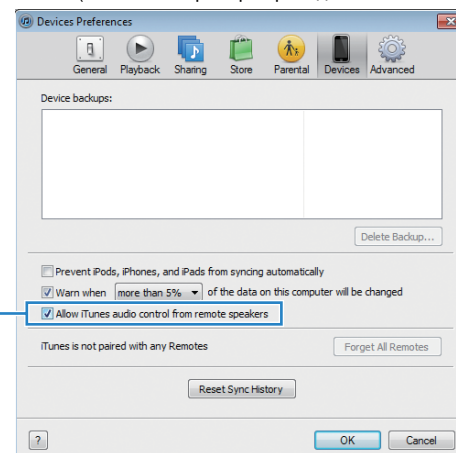 Devices Preferences
General Playback Sharing Store Parental Devices Advanced
Device backups:
Delete Backup...
Prevent iPods, iPhones, and iPads from syncing automatically
Warn when more than 5% of the data on this computer will be changed
Allow iTunes audio control from remote speakers
iTunes is not paired with any Remotes Forget All Remotes
Reset Sync History
? OK Cancel